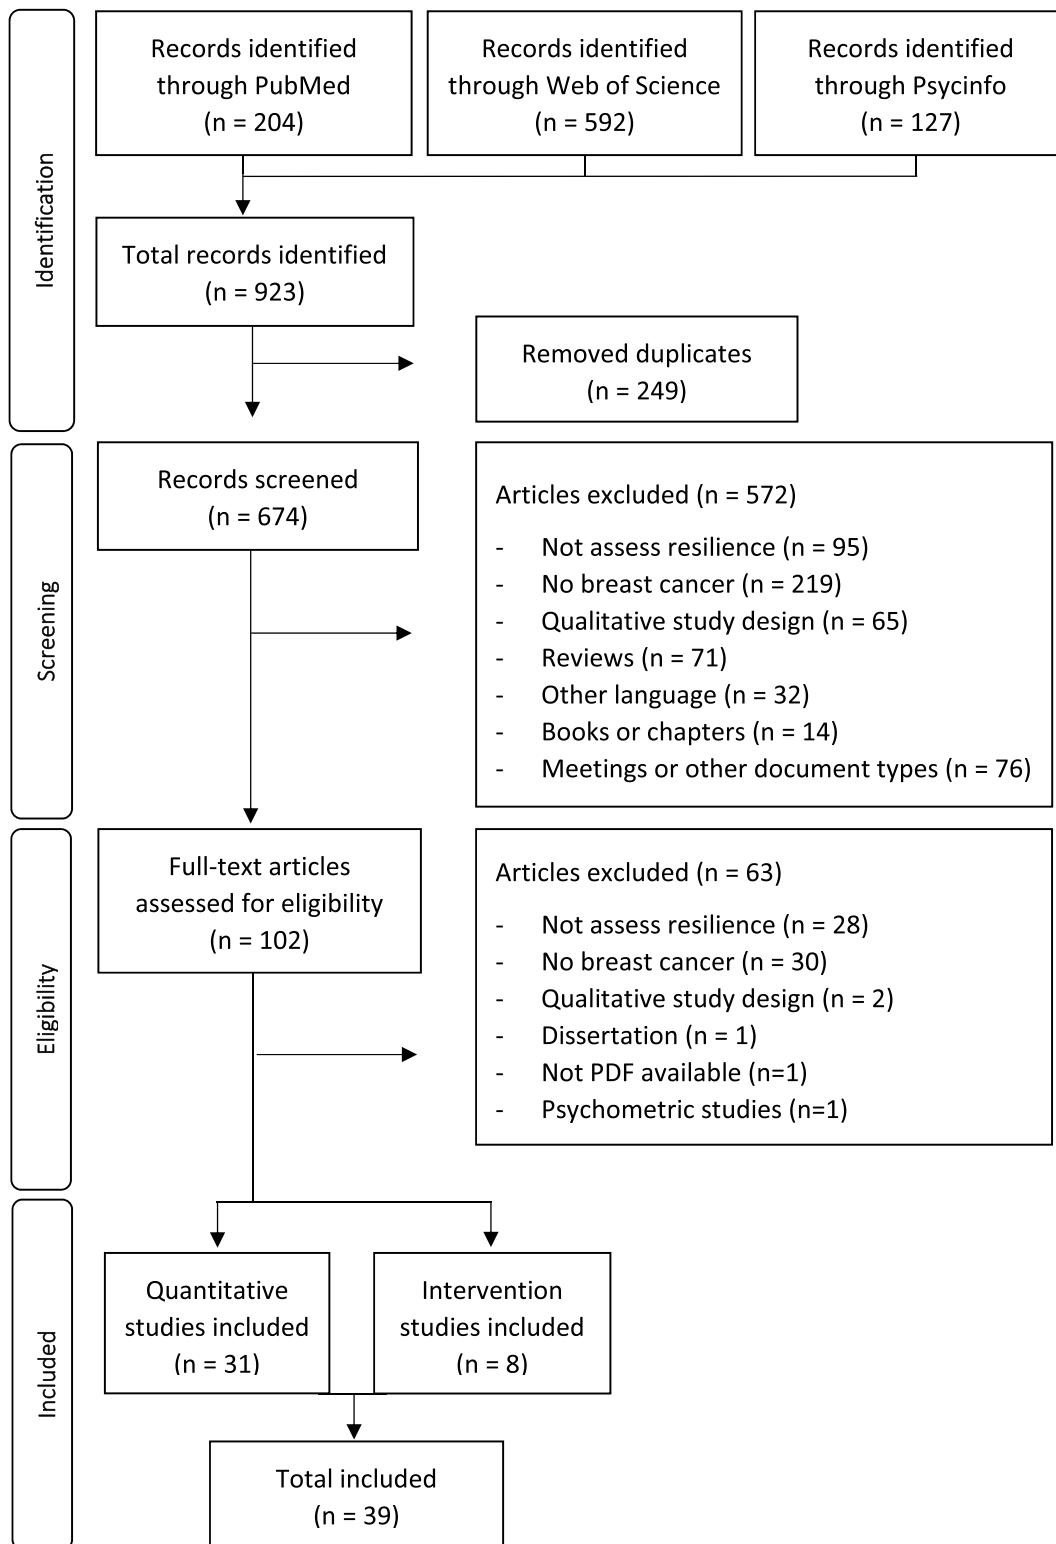 Identification
Records identified
through PubMed
(n = 204)
Records identified
through Web of Science
(n = 592)
Records identified
through Psycinfo
(n = 127)
Total records identified
(n = 923)
Removed duplicates
(n = 249)
Screening
Records screened
(n = 674)
Articles excluded (n = 572)
- Not assess resilience (n = 95)
- No breast cancer (n = 219)
- Qualitative study design (n = 65)
- Reviews (n = 71)
- Other language (n = 32)
- Books or chapters (n = 14)
- Meetings or other document types (n = 76)
Eligibility
Full-text articles
assessed for eligibility
(n = 102)
Articles excluded (n = 63)
- Not assess resilience (n = 28)
- No breast cancer (n = 30)
- Qualitative study design (n = 2)
- Dissertation (n = 1)
- Not PDF available (n=1)
- Psychometric studies (n=1)
Included
Quantitative
studies included
(n = 31)
Intervention
studies included
(n = 8)
Total included
(n = 39)